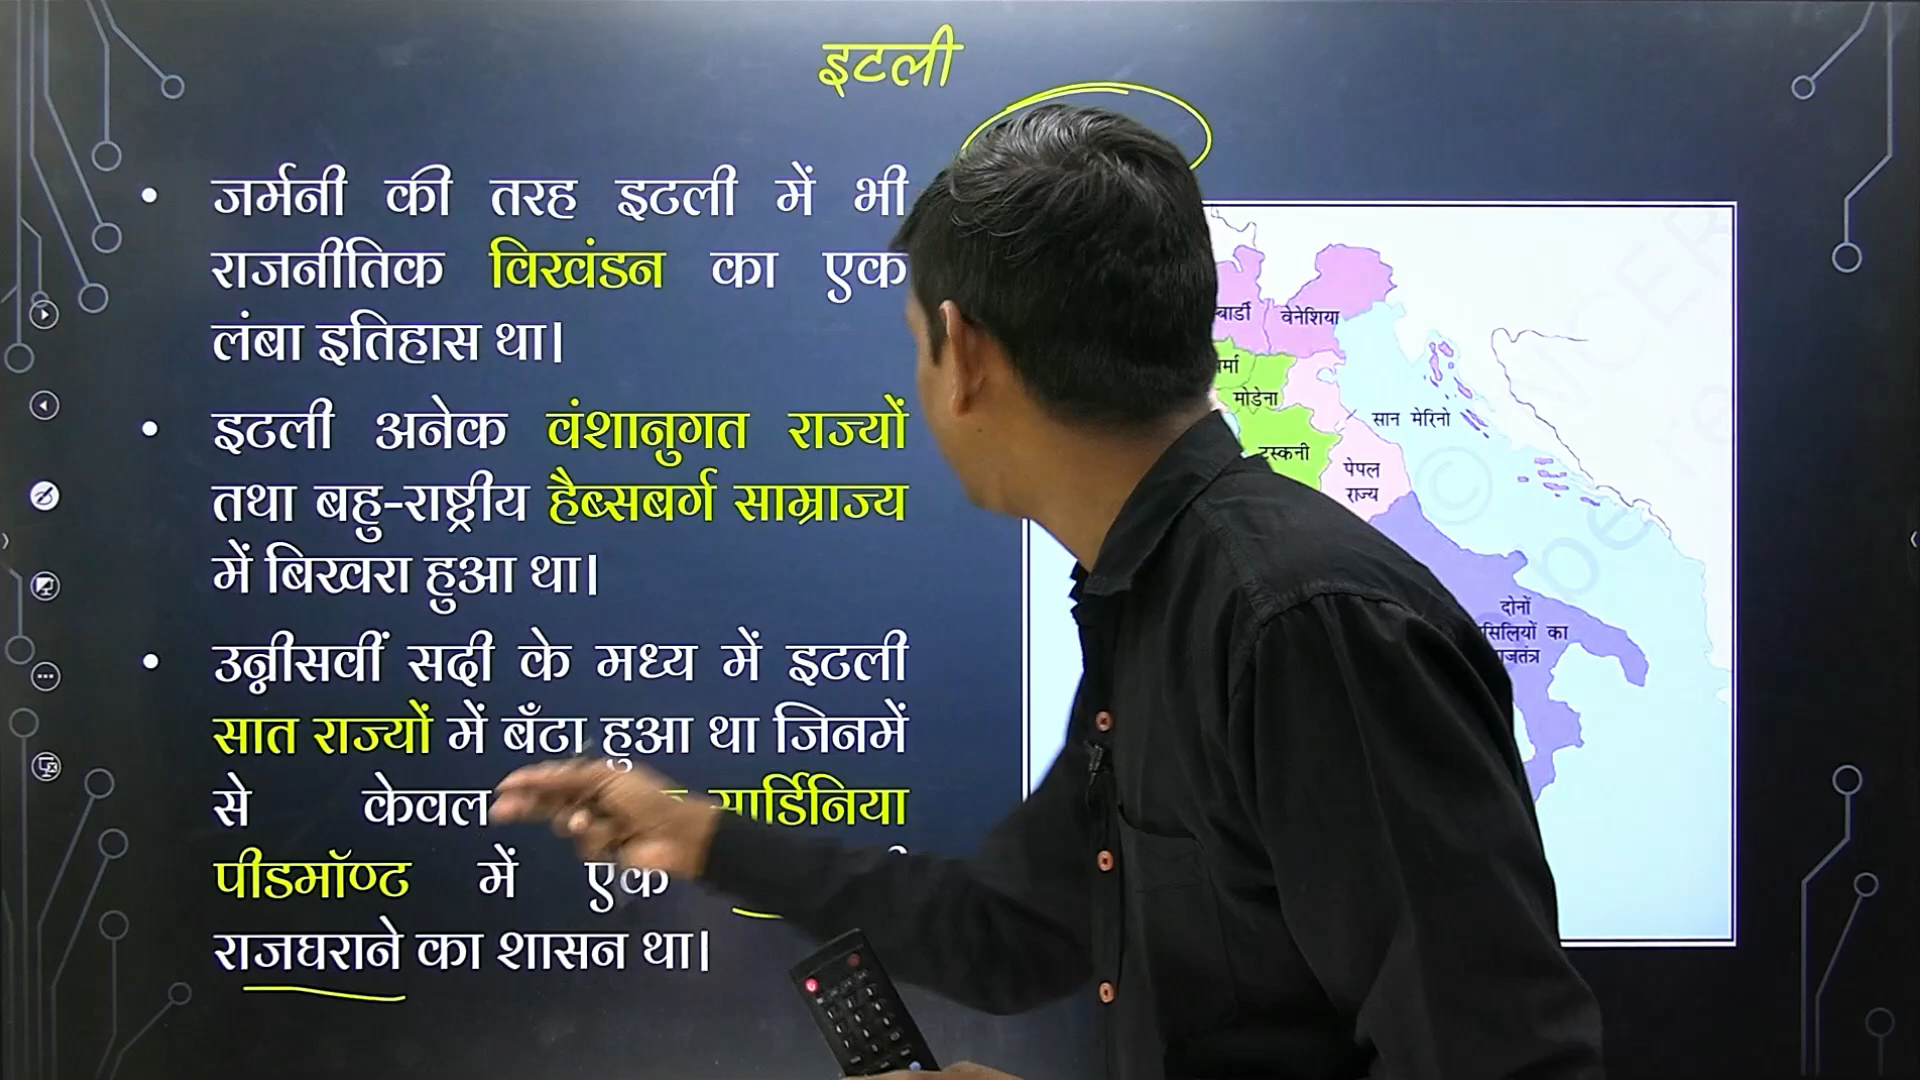 इटली
जर्मनी की तरह इटली में भी
राजनीतिक विखंडन का एक
लंबा इतिहास था।
इटली अनेक वंशानुगत राज्यों
तथा बहु-राष्ट्रीय हैब्सबर्ग साम्राज्य
में बिखरा हुआ था।
उन्नीसवीं सदी के मध्य में इटली
सात राज्यों में बँटा हुआ था जिनमें
से केवल सार्डिनिया
पीडमॉण्ट में एक
राजघराने का शासन था।
वेनेशिया
मोडेना
सान मेरिनो
टस्कनी
पेपल
राज्य
दोनों
सिलियों का